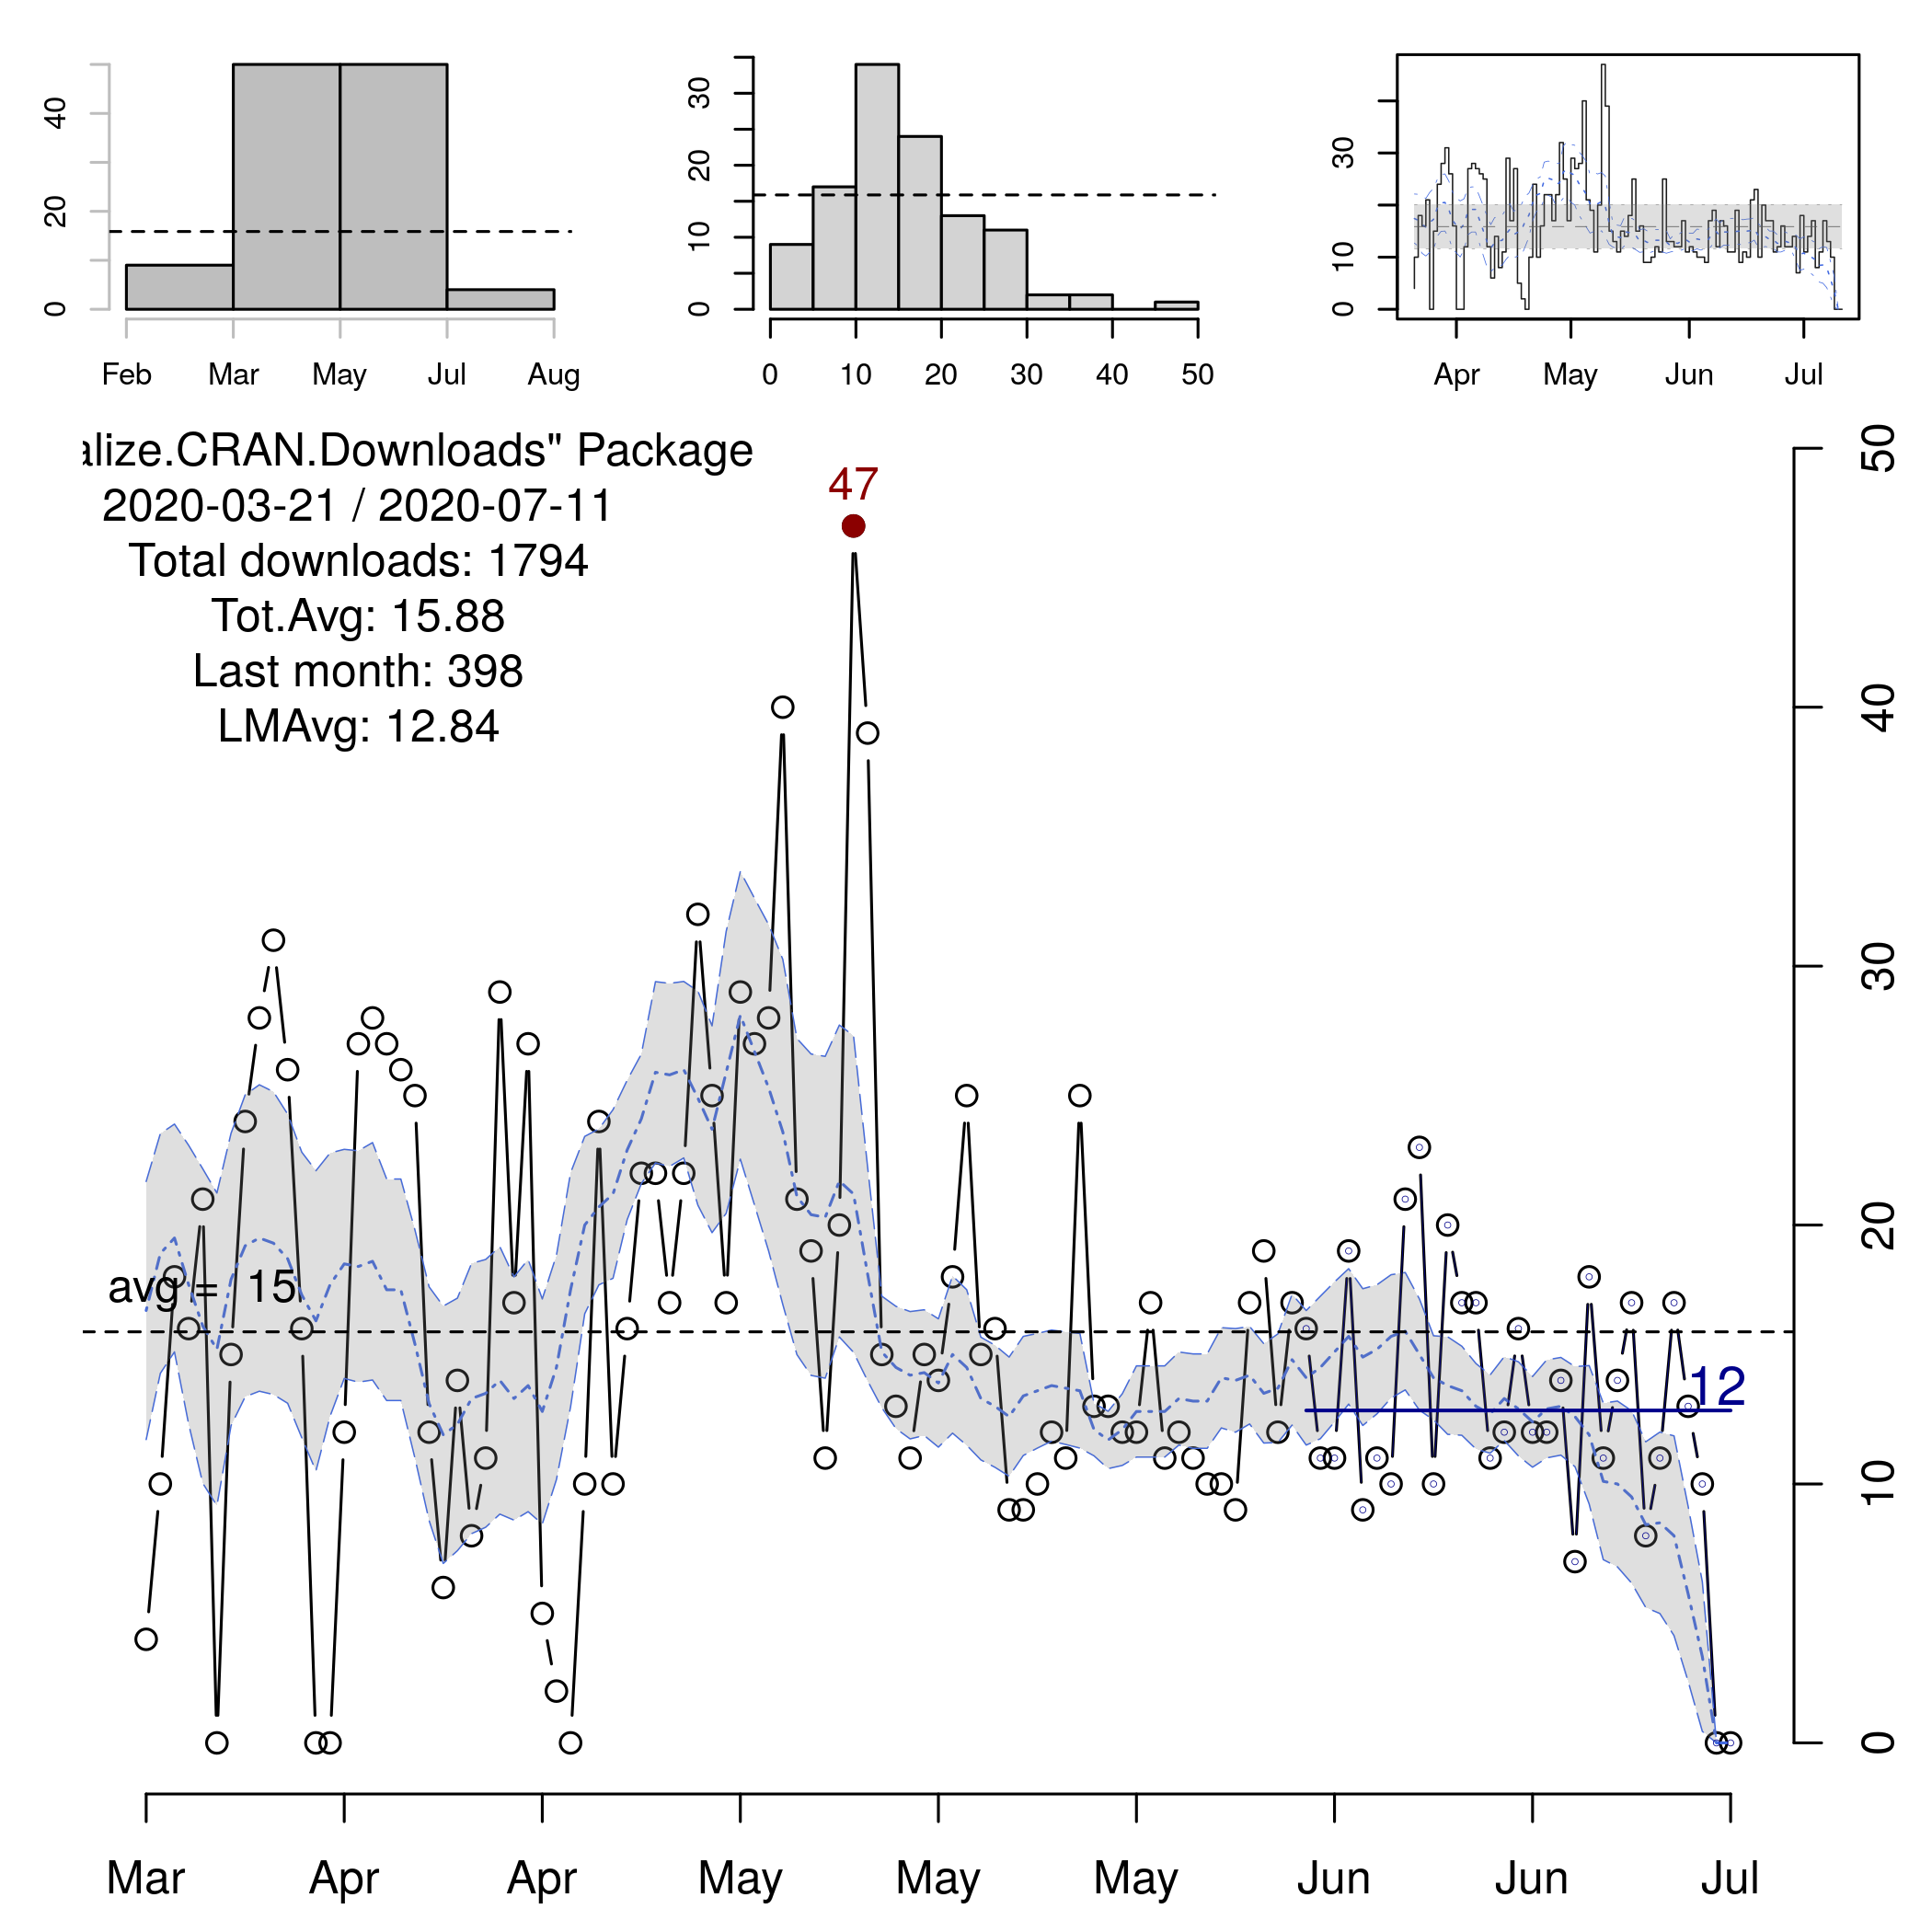 40
20
0
Feb Mar May Jul Aug
30
20
10
0
0 10 20 30 40 50
30
10
0
Apr May Jun Jul
alize.CRAN.Downloads" Package
2020-03-21 / 2020-07-11
Total downloads: 1794
Tot.Avg: 15.88
Last month: 398
LMAvg: 12.84
47
avg = 15
12
50
40
30
20
10
0
Mar Apr Apr May May May Jun Jun Jul